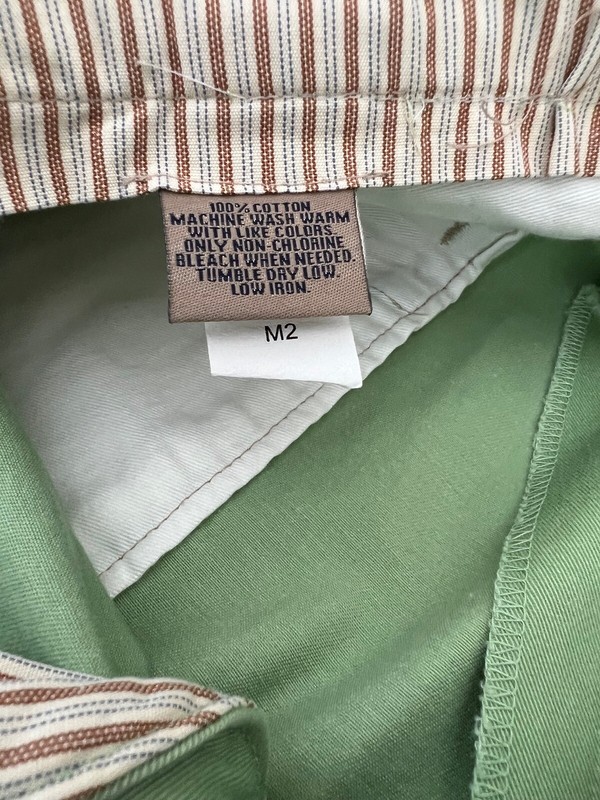 100% COTTON
MACHINE WASH WARM
WITH LIKE COLORS.
ONLY NON-CHLORINE
BLEACH WHEN NEEDED.
TUMBLE DRY LOW.
LOW IRON.
M2